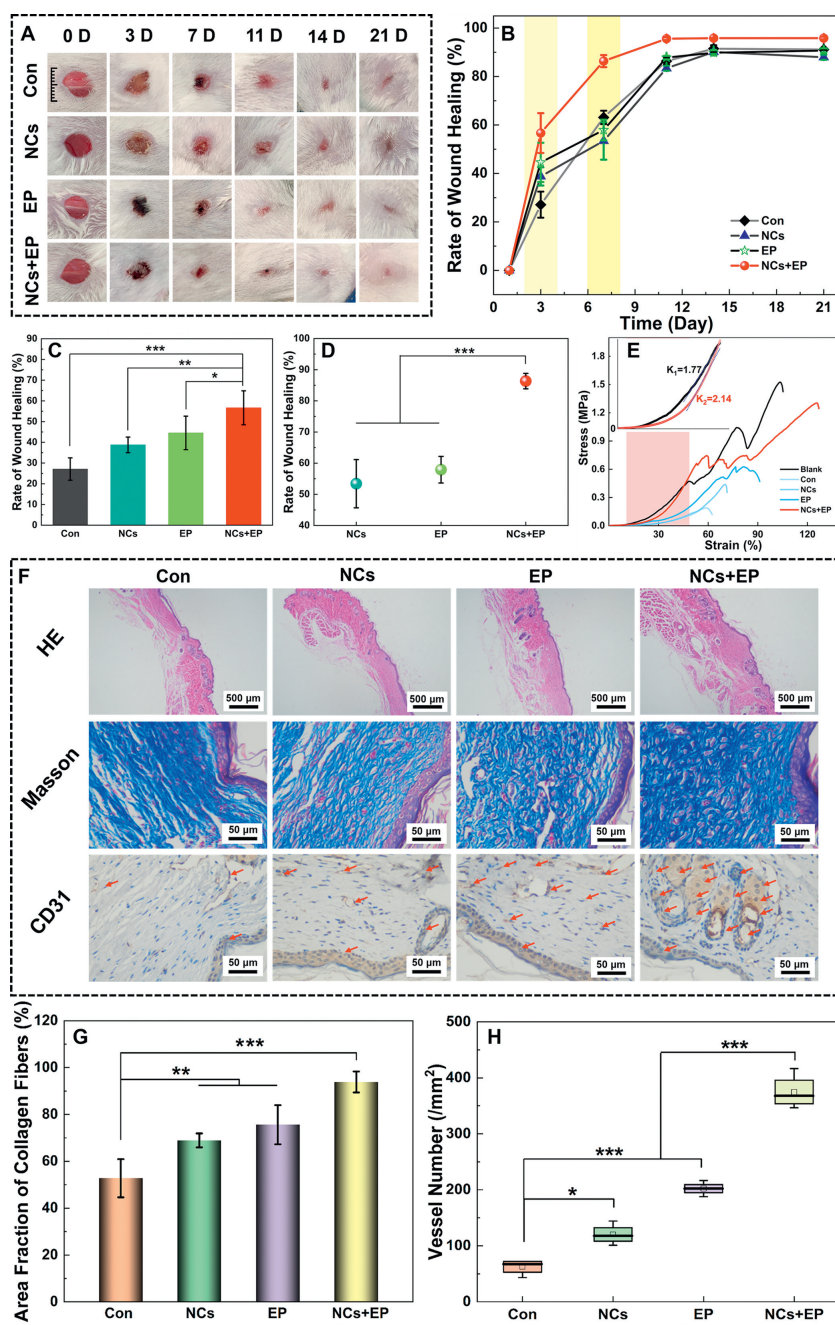 A
0 D 3 D 7 D 11 D 14 D 21 D
Con
NCs
EP
NCs+EP
B
Rate of Wound Healing (%)
100
80
60
40
20
0
3 6 9 12 15 18 21
Time (Day)
Con
NCs
EP
NCs+EP
C
Rate of Wound Healing (%)
90
80
70
60
50
40
30
20
10
0
***
**
*
Con NCs EP NCs+EP
D
Rate of Wound Healing (%)
100
90
80
70
60
50
40
***
NCs EP NCs+EP
E
Stress (MPa)
1.8
1.5
1.2
0.9
0.6
0.3
0.0
0
K1=1.77
K2=2.14
Blank
Con
NCs
EP
NCs+EP
30 60 90 120
Strain (%)
F
Con NCs EP NCs+EP
HE
500 μm 500 μm 500 μm 500 μm
Masson
50 μm 50 μm 50 μm 50 μm
CD31
50 μm 50 μm 50 μm 50 μm
G
Area Fraction of Collagen Fibers (%)
120
100
80
60
40
20
0
***
**
Con NCs EP NCs+EP
H
Vessel Number (/mm²)
500
400
300
200
100
0
***
***
*
Con NCs EP NCs+EP